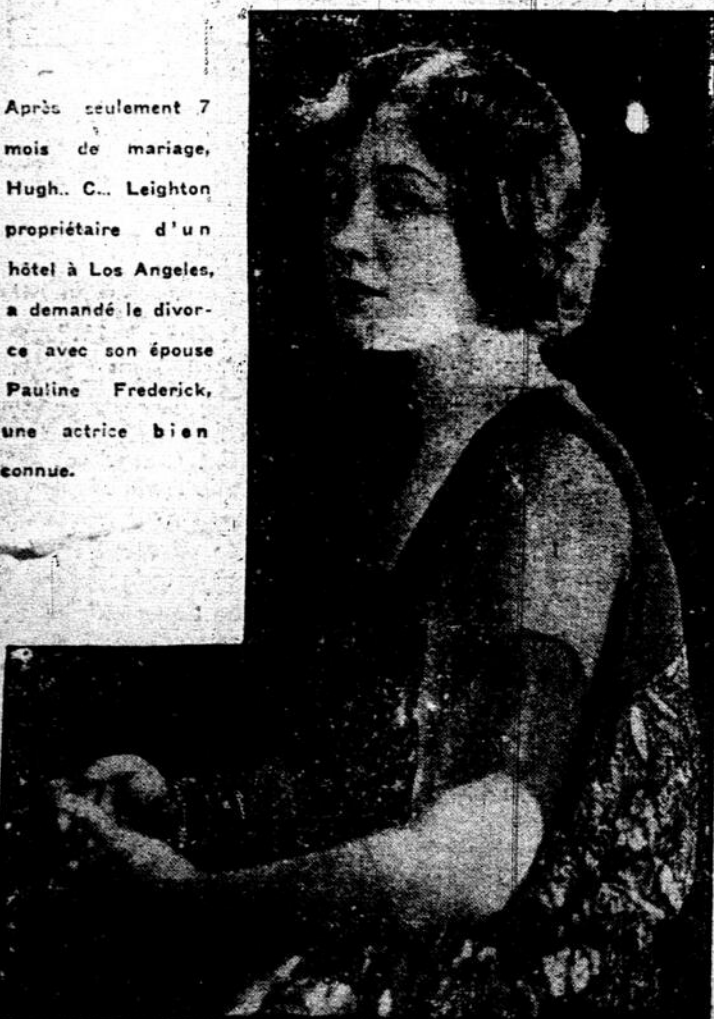 Après seulement 7
mois de mariage,
Hugh.. C.. Leighton
propriétaire d'un
hôtel à Los Angeles,
a demandé le divor-
ce avec son épouse
Pauline Frederick,
une actrice bien
connue.